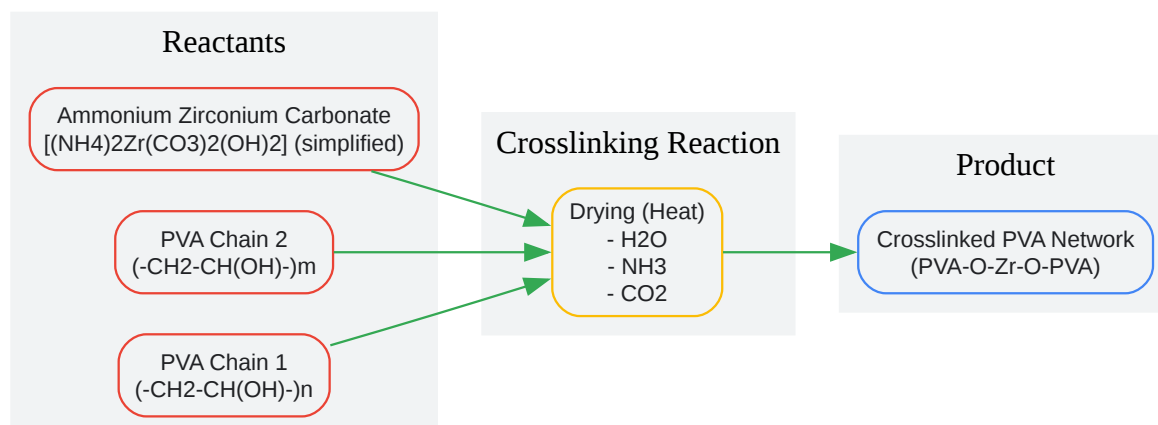 Reactants
Ammonium Zirconium Carbonate
[(NH4)2Zr(CO3)2(OH)2] (simplified)
PVA Chain 2
(-CH2-CH(OH)-)m
PVA Chain 1
(-CH2-CH(OH)-)n
Crosslinking Reaction
Drying (Heat)
- H2O
- NH3
- CO2
Product
Crosslinked PVA Network
(PVA-O-Zr-O-PVA)